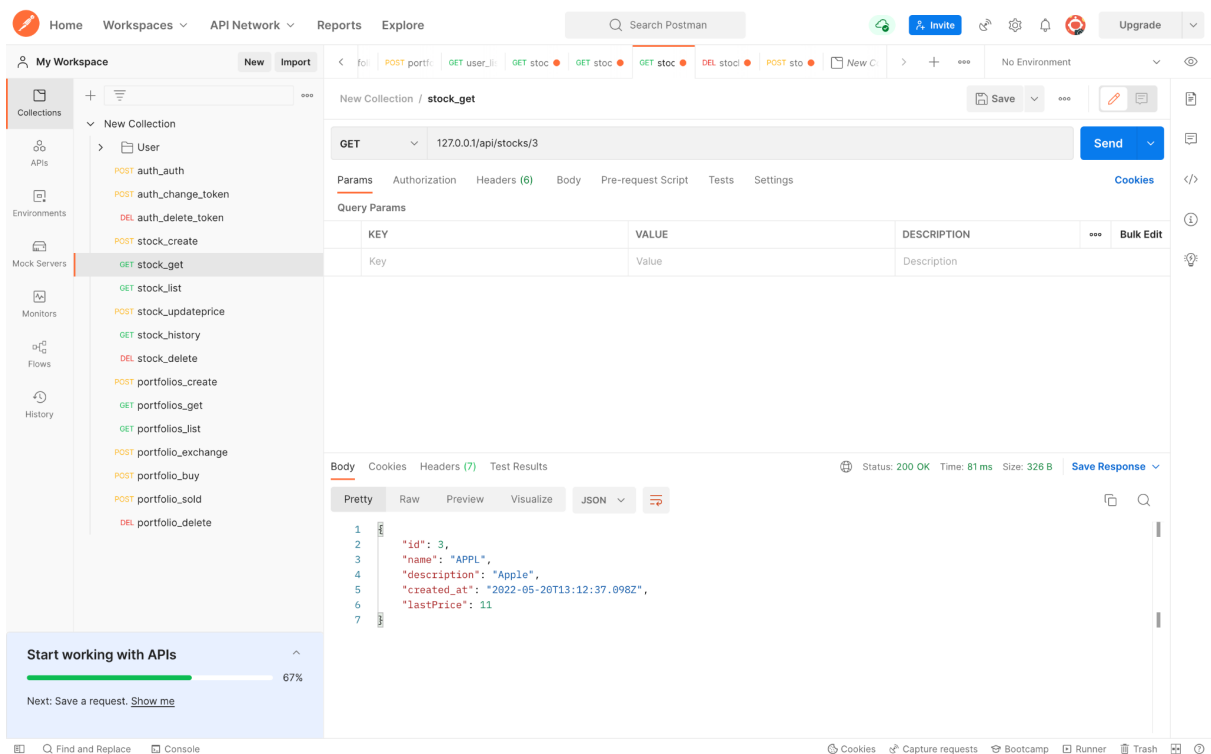 Home Workspaces API Network Reports Explore Search Postman Invite Upgrade
My Workspace New Import POST portfo GET user_lis GET stoc GET stoc GET stoc DEL stocl POST sto New C No Environment
Collections
New Collection / stock_get Save
New Collection
GET 127.0.0.1/api/stocks/3 Send
User
APIs
POST auth_auth
Params Authorization Headers (6) Body Pre-request Script Tests Settings Cookies
POST auth_change_token
Environments
Query Params
DEL auth_delete_token
KEY VALUE DESCRIPTION Bulk Edit
POST stock_create
Mock Servers
GET stock_get
Key Value Description
GET stock_list
Monitors
POST stock_updateprice
GET stock_history
Flows
DEL stock_delete
POST portfolios_create
GET portfolios_get
History
GET portfolios_list
POST portfolio_exchange
Body Cookies Headers (7) Test Results Status: 200 OK Time: 81 ms Size: 326 B Save Response
POST portfolio_buy
Pretty Raw Preview Visualize JSON
POST portfolio_sold
DEL portfolio_delete
1 {
2 "id": 3,
3 "name": "APPL",
4 "description": "Apple",
5 "created_at": "2022-05-20T13:12:37.098Z",
6 "lastPrice": 11
7 }
Start working with APIs
67%
Next: Save a request. Show me
Find and Replace Console Cookies Capture requests Bootcamp Runner Trash